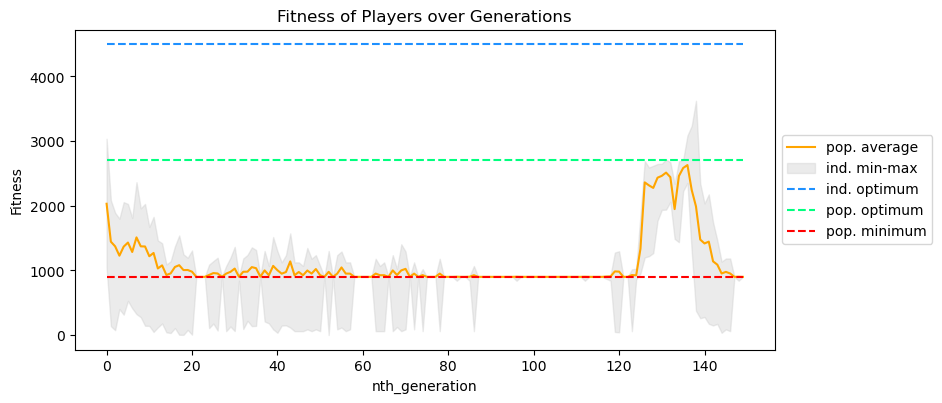 Fitness of Players over Generations
Fitness
4000
3000
2000
1000
0
0 20 40 60 80 100 120 140
nth_generation
pop. average
ind. min-max
ind. optimum
pop. optimum
pop. minimum